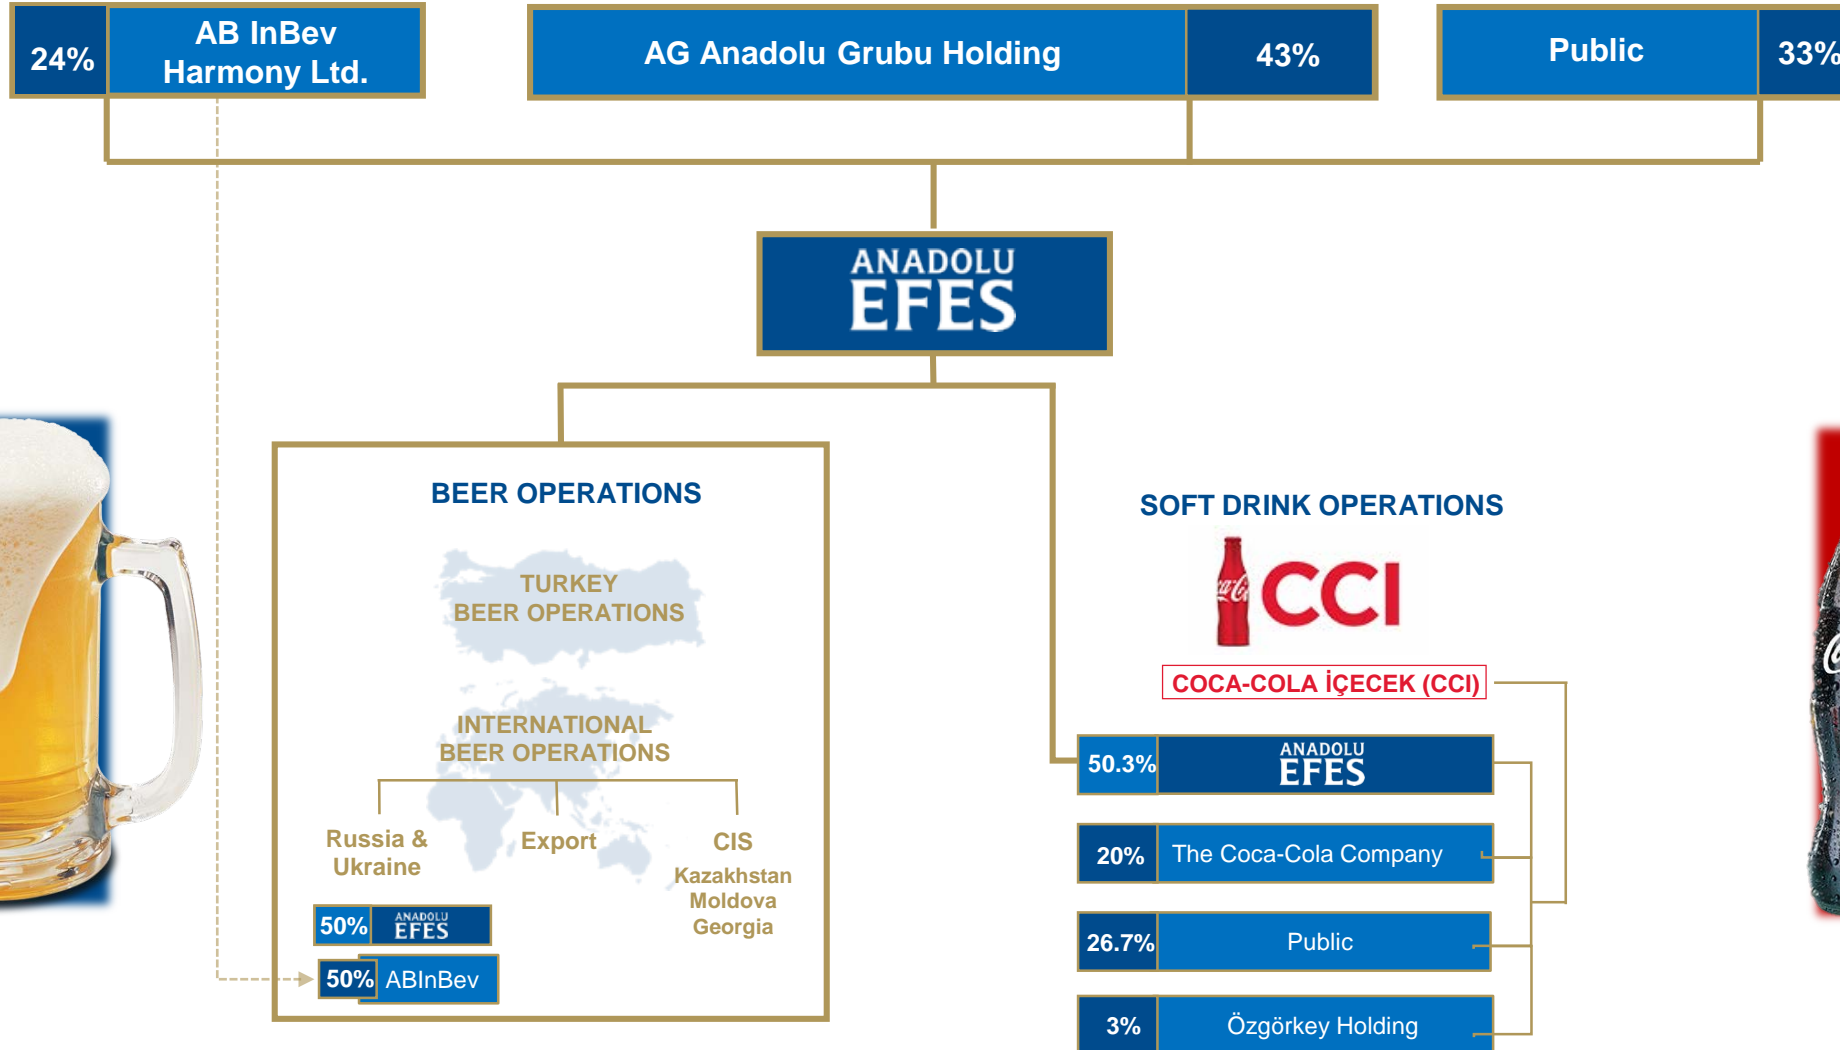 24%
AB InBev
Harmony Ltd.
AG Anadolu Grubu Holding
43%
Public
33%
ANADOLU
EFES
BEER OPERATIONS
TURKEY
BEER OPERATIONS
INTERNATIONAL
BEER OPERATIONS
Russia &
Ukraine
Export
CIS
Kazakhstan
Moldova
Georgia
50%
ANADOLU
EFES
50%
ABInBev
SOFT DRINK OPERATIONS
CCI
COCA-COLA İÇECEK (CCI)
50.3%
ANADOLU
EFES
20%
The Coca-Cola Company
26.7%
Public
3%
Özgörkey Holding